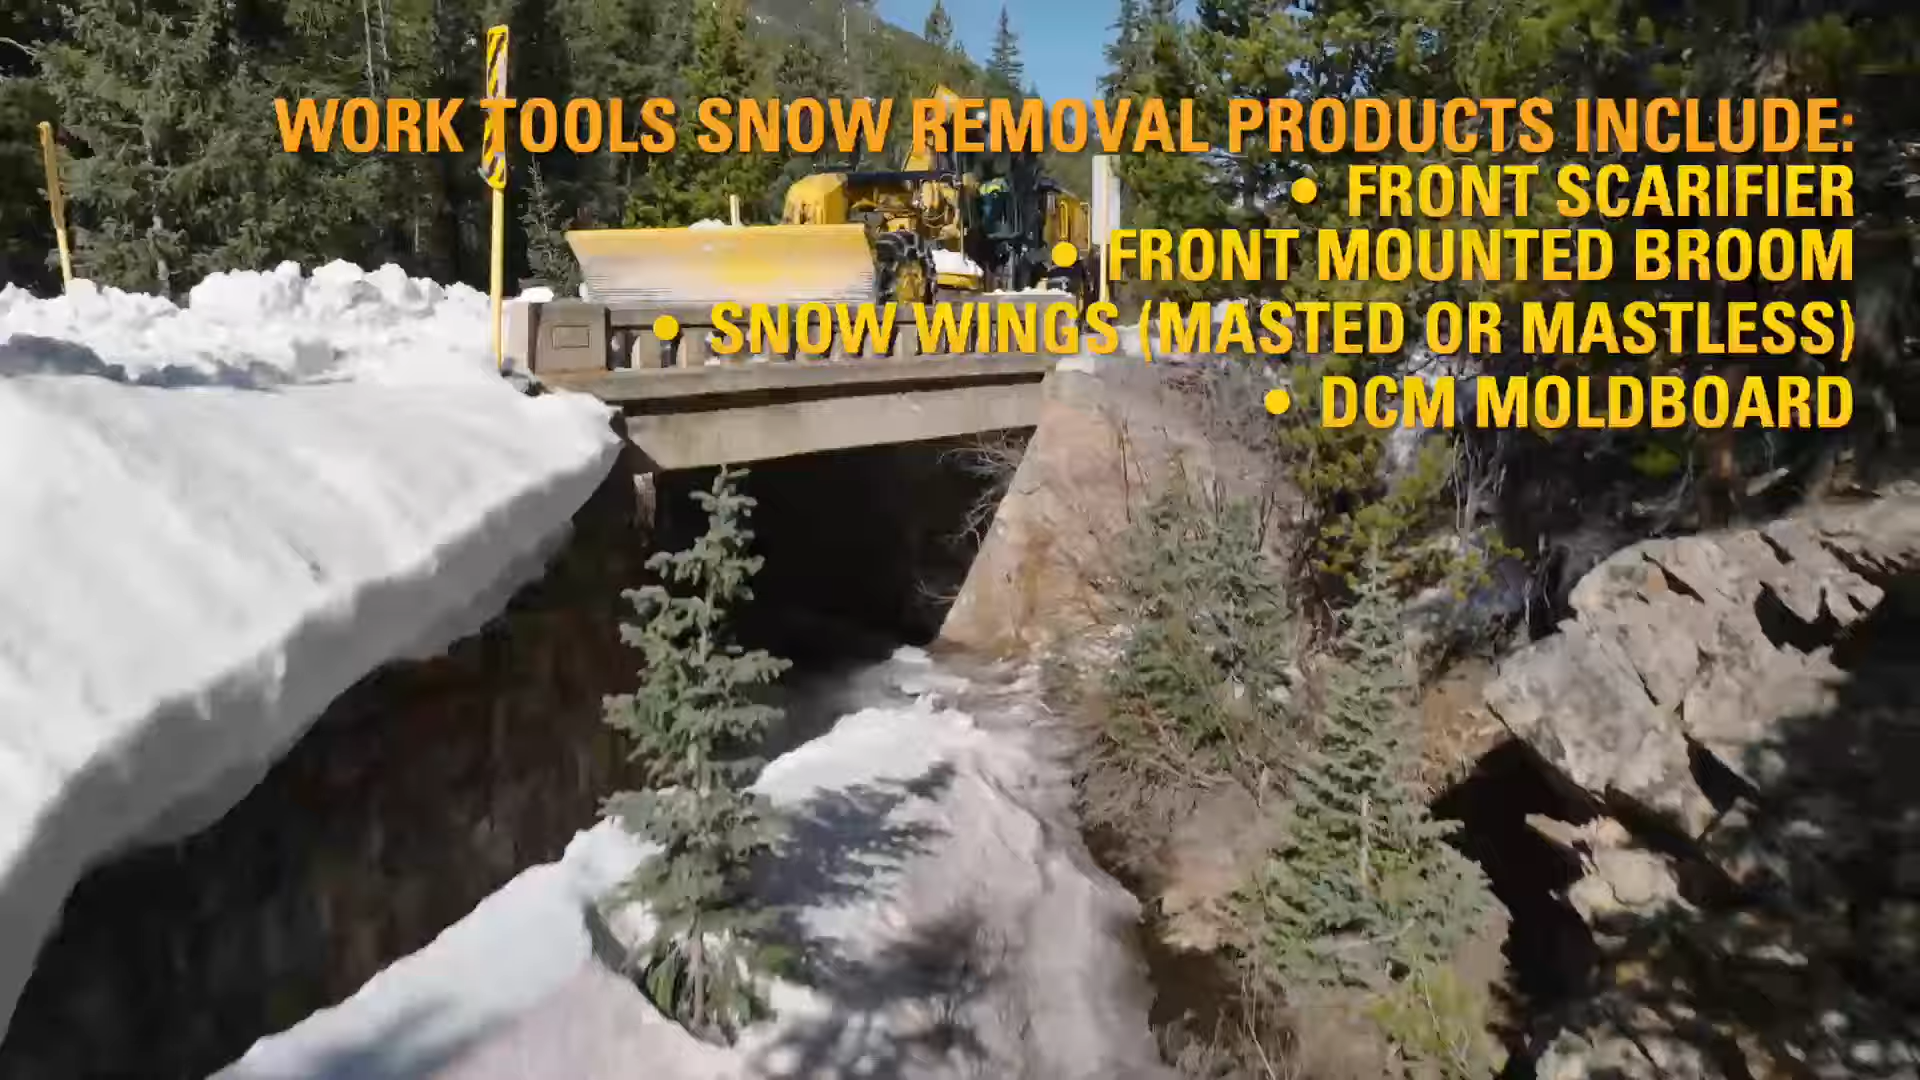 WORK TOOLS SNOW REMOVAL PRODUCTS INCLUDE:
• FRONT SCARIFIER
• FRONT MOUNTED BROOM
• SNOW WINGS (MASTED OR MASTLESS)
• DCM MOLDBOARD